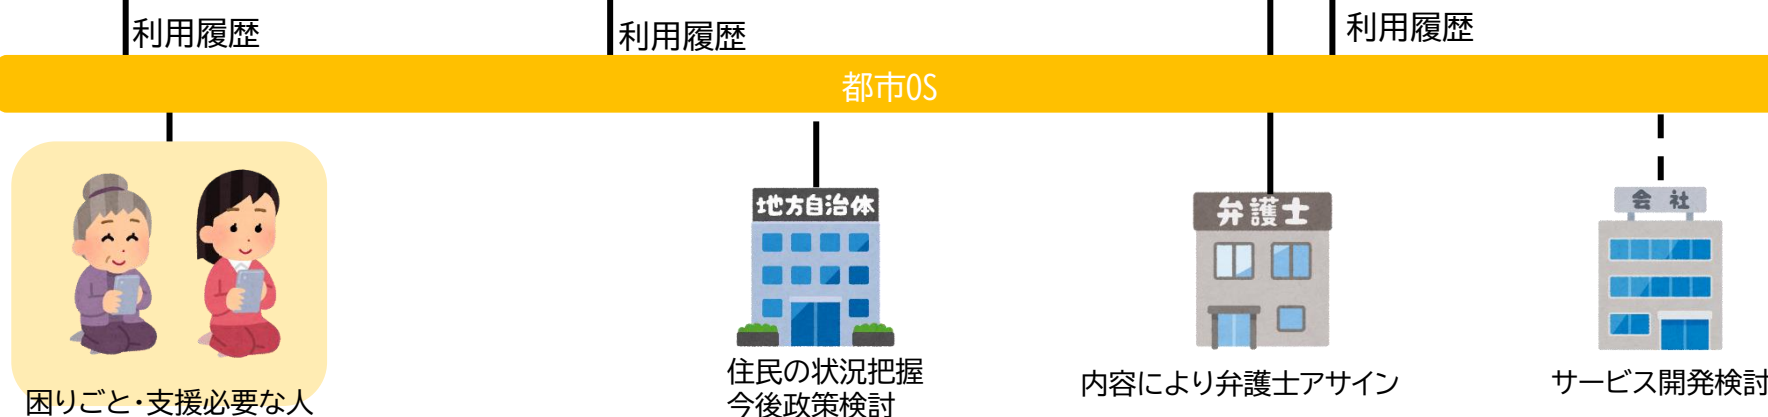 利用履歴
利用履歴
利用履歴
都市OS
地方自治体
弁護士
会社
困りごと・支援必要な人
住民の状況把握
今後政策検討
内容により弁護士アサイン
サービス開発検討